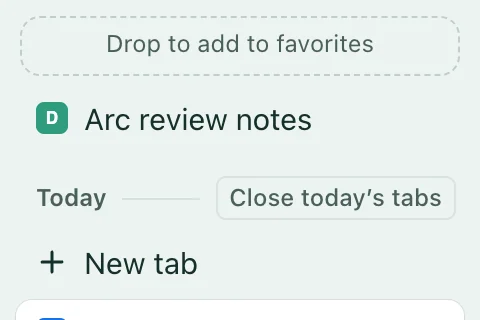 Drop to add to favorites
D Arc review notes
Today Close today’s tabs
+ New tab